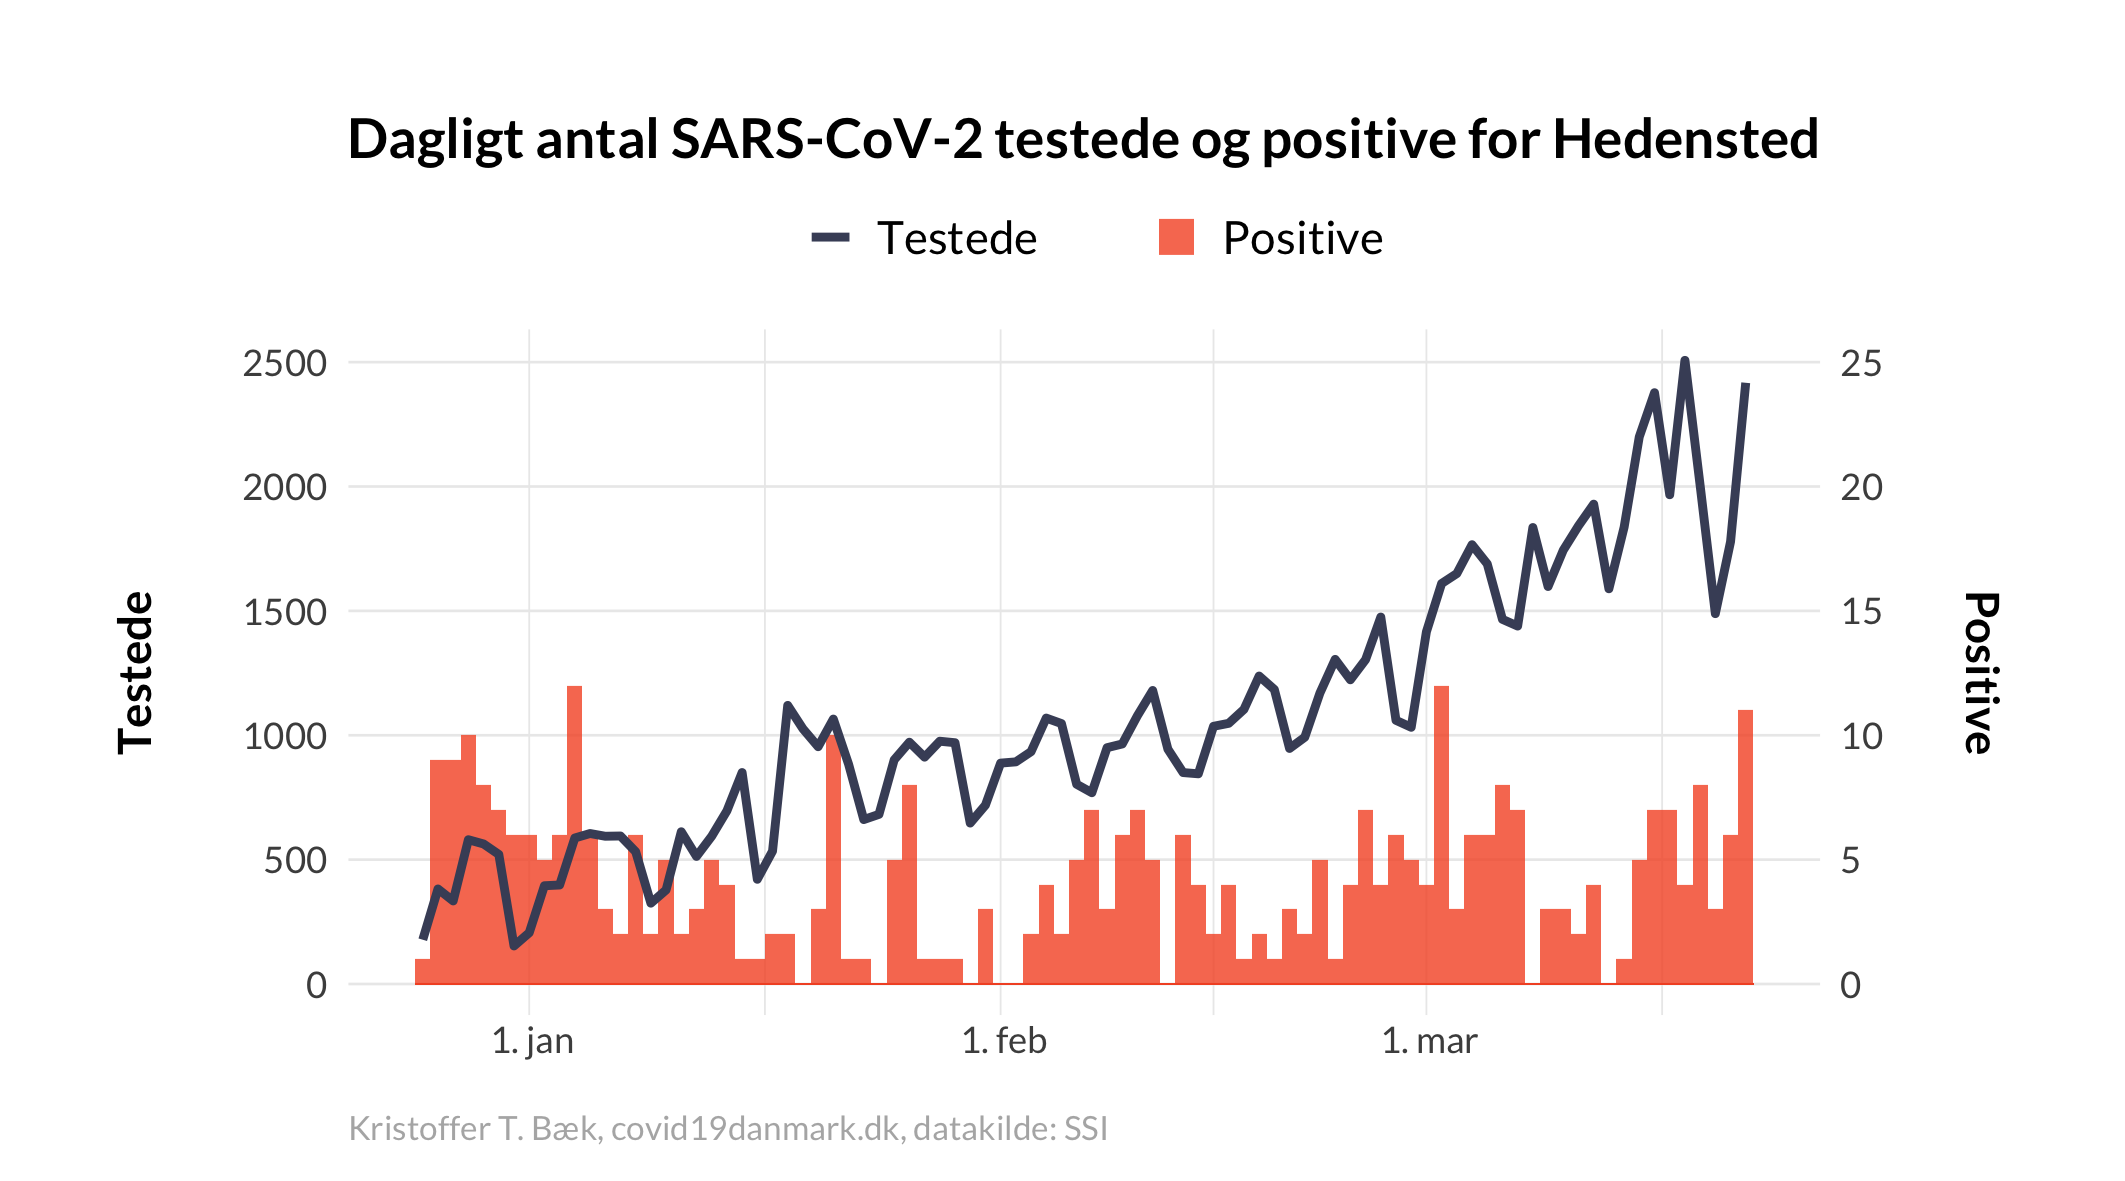 Dagligt antal SARS-CoV-2 testede og positive for Hedensted
Testede
Positive
2500
2000
1500
1000
500
0
Testede
25
20
15
10
5
0
Positive
1. jan
1. feb
1. mar
Kristoffer T. Bæk, covid19danmark.dk, datakilde: SSI